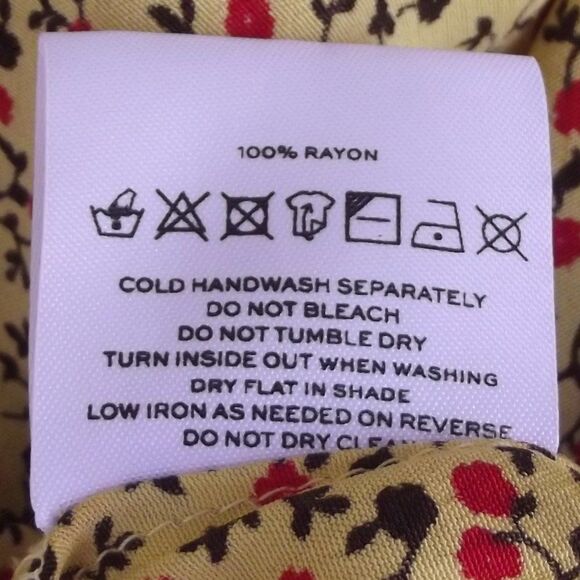 100% RAYON
COLD HANDWASH SEPARATELY
DO NOT BLEACH
DO NOT TUMBLE DRY
TURN INSIDE OUT WHEN WASHING
DRY FLAT IN SHADE
LOW IRON AS NEEDED ON REVERSE
DO NOT DRY CLEAN